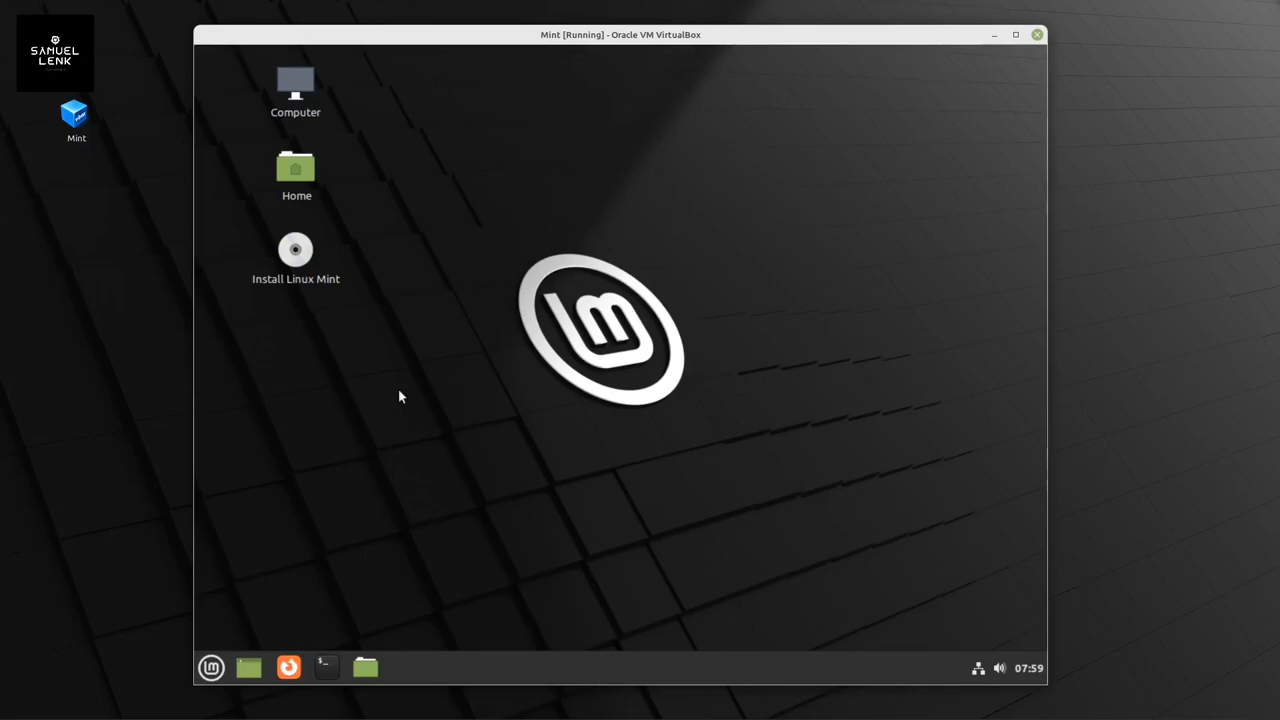 Mint [Running] - Oracle VM VirtualBox
SAMUEL
LENK
Mint
Computer
Home
Install Linux Mint
$_
07:59